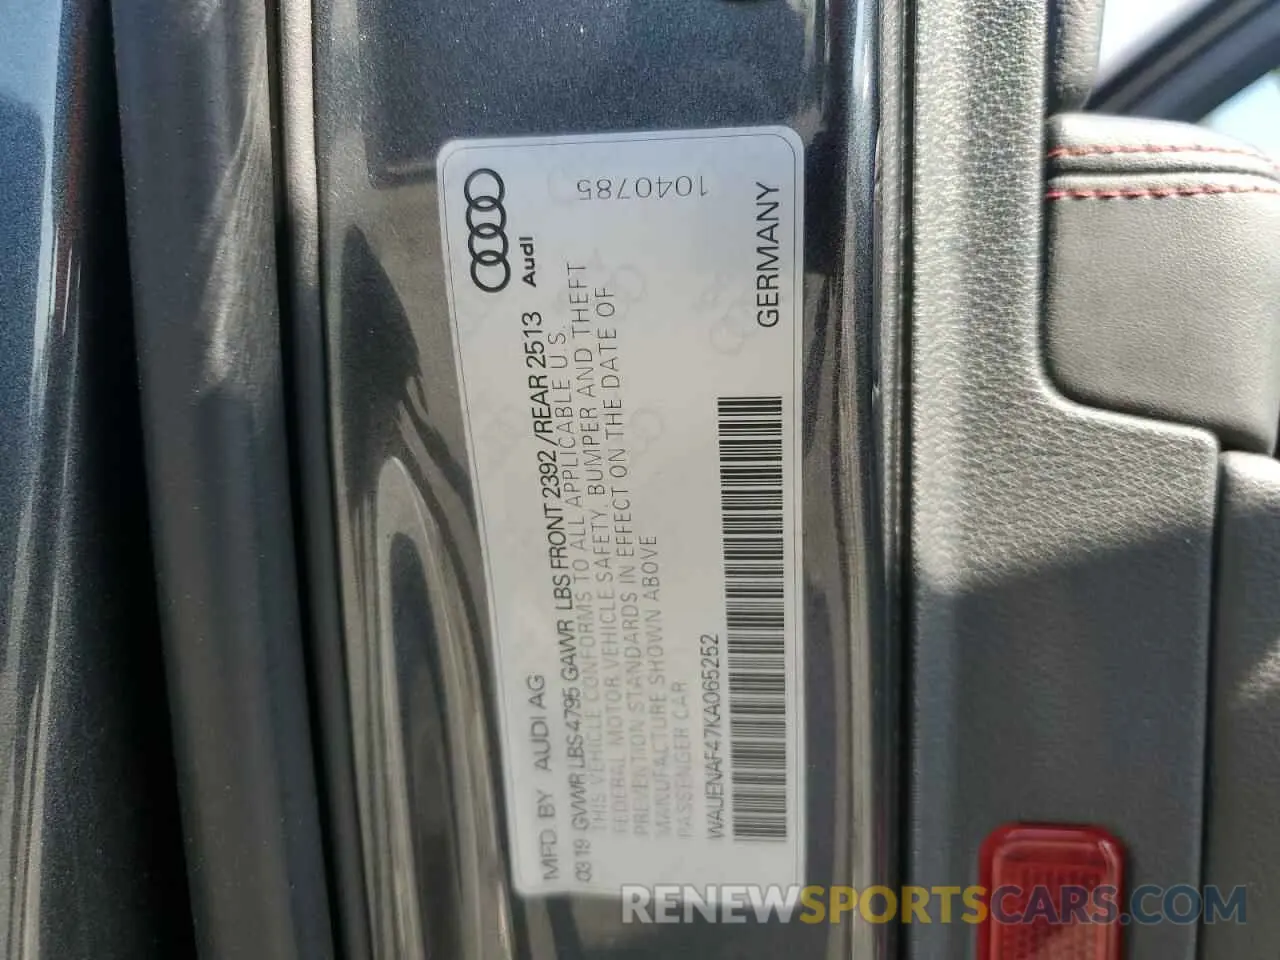 Audi
1040785
MFD BY AUDI AG
03 19 GVWR LBS 4795 GAWR LBS FRONT 2392 / REAR 2513
THIS VEHICLE CONFORMS TO ALL APPLICABLE U.S.
FEDERAL MOTOR VEHICLE SAFETY, BUMPER AND THEFT
PREVENTION STANDARDS IN EFFECT ON THE DATE OF
MANUFACTURE SHOWN ABOVE
PASSENGER CAR
WAUENAF47KA065252
GERMANY
RENEWSPORTSCARS.COM